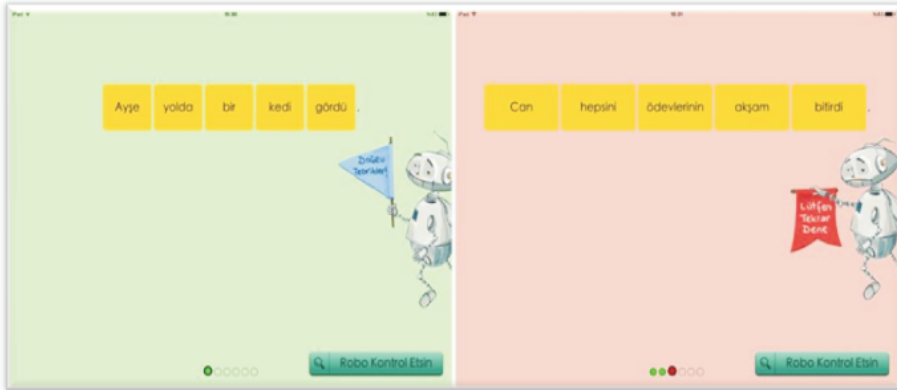 Ayşe yolda bir kedi gördü .
Doğru
Tebrikler!
Robo Kontrol Etsin
Can hepsini ödevlerinin akşam bitirdi .
Lütfen
Tekrar
Dene
Robo Kontrol Etsin